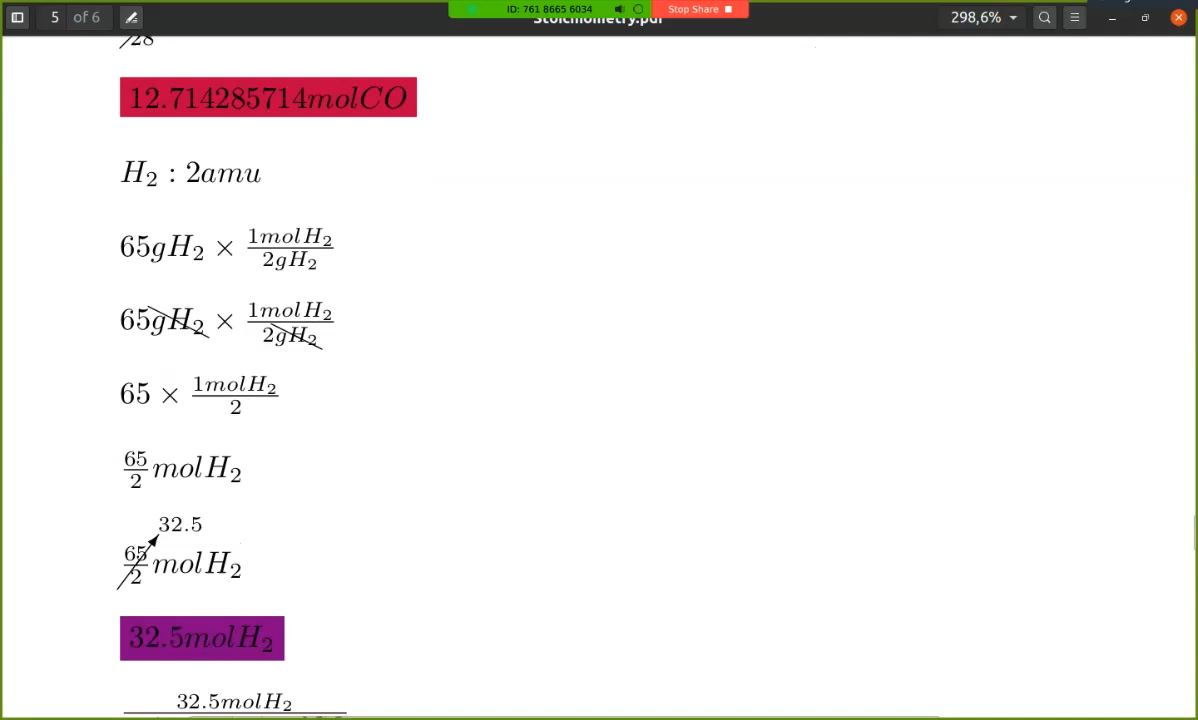 5 of 6
ID: 761 8665 6034
Stop Share
Stoichiometry.pdf
298,6%
/28
12.714285714molCO
H₂ : 2amu
65gH₂ × 1molH₂/2gH₂
65gH₂ × 1molH₂/2gH₂
65 × 1molH₂/2
65/2 molH₂
32.5
65/2 molH₂
32.5molH₂
32.5molH₂